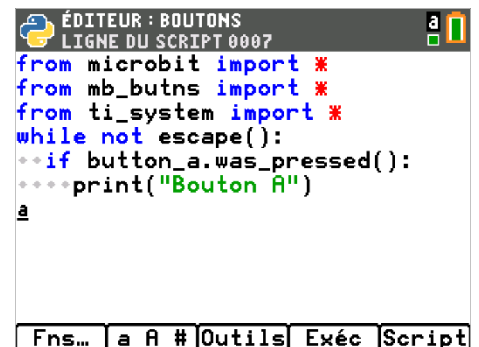 ÉDITEUR : BOUTONS
LIGNE DU SCRIPT 0007
a
from microbit import *
from mb_butns import *
from ti_system import *
while not escape():
⬥⬥if button_a.was_pressed():
⬥⬥⬥⬥print("Bouton A")
a
Fns… a A # Outils Exéc Script